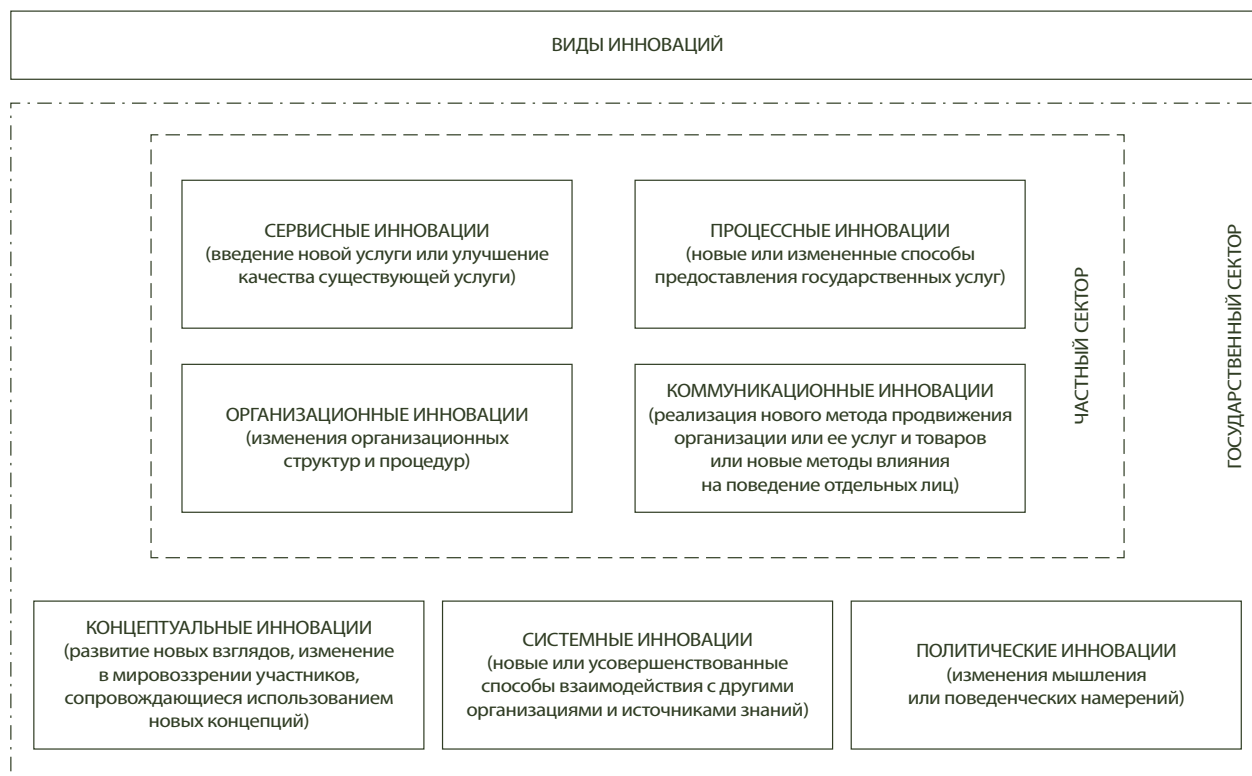 ВИДЫ ИННОВАЦИЙ
СЕРВИСНЫЕ ИННОВАЦИИ
(введение новой услуги или улучшение
качества существующей услуги)
ПРОЦЕССНЫЕ ИННОВАЦИИ
(новые или измененные способы
предоставления государственных услуг)
ОРГАНИЗАЦИОННЫЕ ИННОВАЦИИ
(изменения организационных
структур и процедур)
КОММУНИКАЦИОННЫЕ ИННОВАЦИИ
(реализация нового метода продвижения
организации или ее услуг и товаров
или новые методы влияния
на поведение отдельных лиц)
ЧАСТНЫЙ СЕКТОР
ГОСУДАРСТВЕННЫЙ СЕКТОР
КОНЦЕПТУАЛЬНЫЕ ИННОВАЦИИ
(развитие новых взглядов, изменение
в мировоззрении участников,
сопровождающиеся использованием
новых концепций)
СИСТЕМНЫЕ ИННОВАЦИИ
(новые или усовершенствованные
способы взаимодействия с другими
организациями и источниками знаний)
ПОЛИТИЧЕСКИЕ ИННОВАЦИИ
(изменения мышления
или поведенческих намерений)